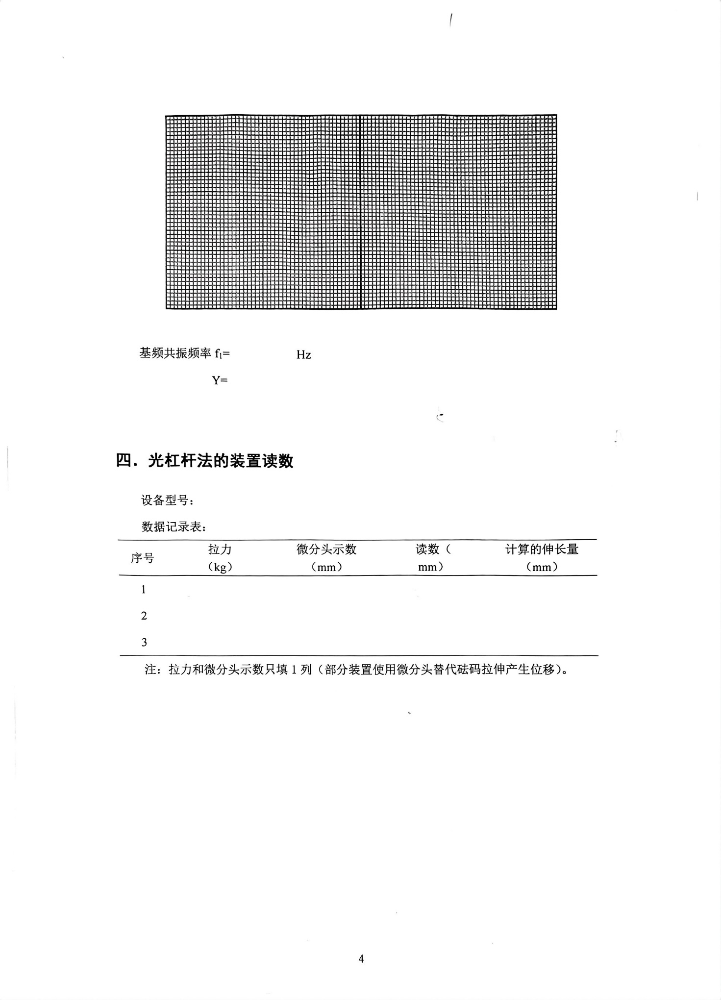 基频共振频率 f₁= Hz
Y=
四．光杠杆法的装置读数
设备型号：
数据记录表：
序号 拉力（kg） 微分头示数（mm） 读数（mm） 计算的伸长量（mm）
1
2
3
注：拉力和微分头示数只填 1 列（部分装置使用微分头替代砝码拉伸产生位移）。
4